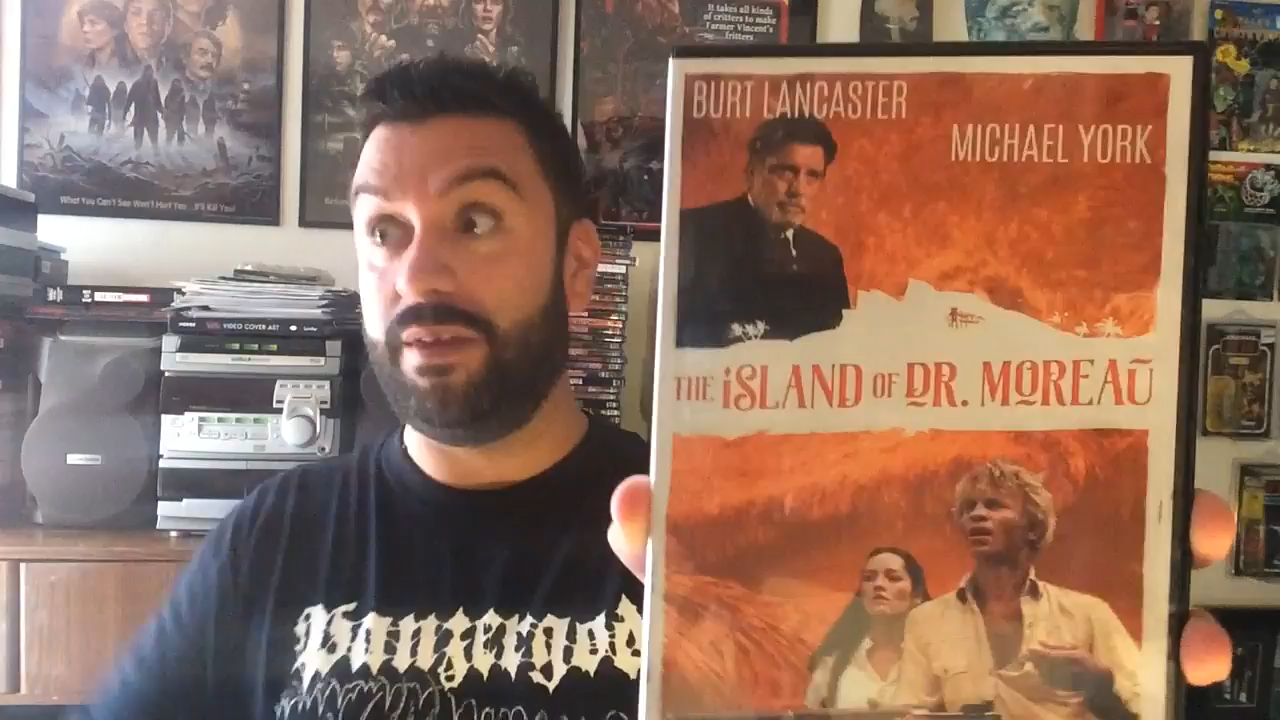 It takes all kinds
of critters to make
Farmer Vincent's
fritters
What You Can't See Won't Hurt You ...It'll Kill You!
BURT LANCASTER
MICHAEL YORK
VIDEO COVER ART
THE iSLAND OF DR. MOREAU
Panzergod